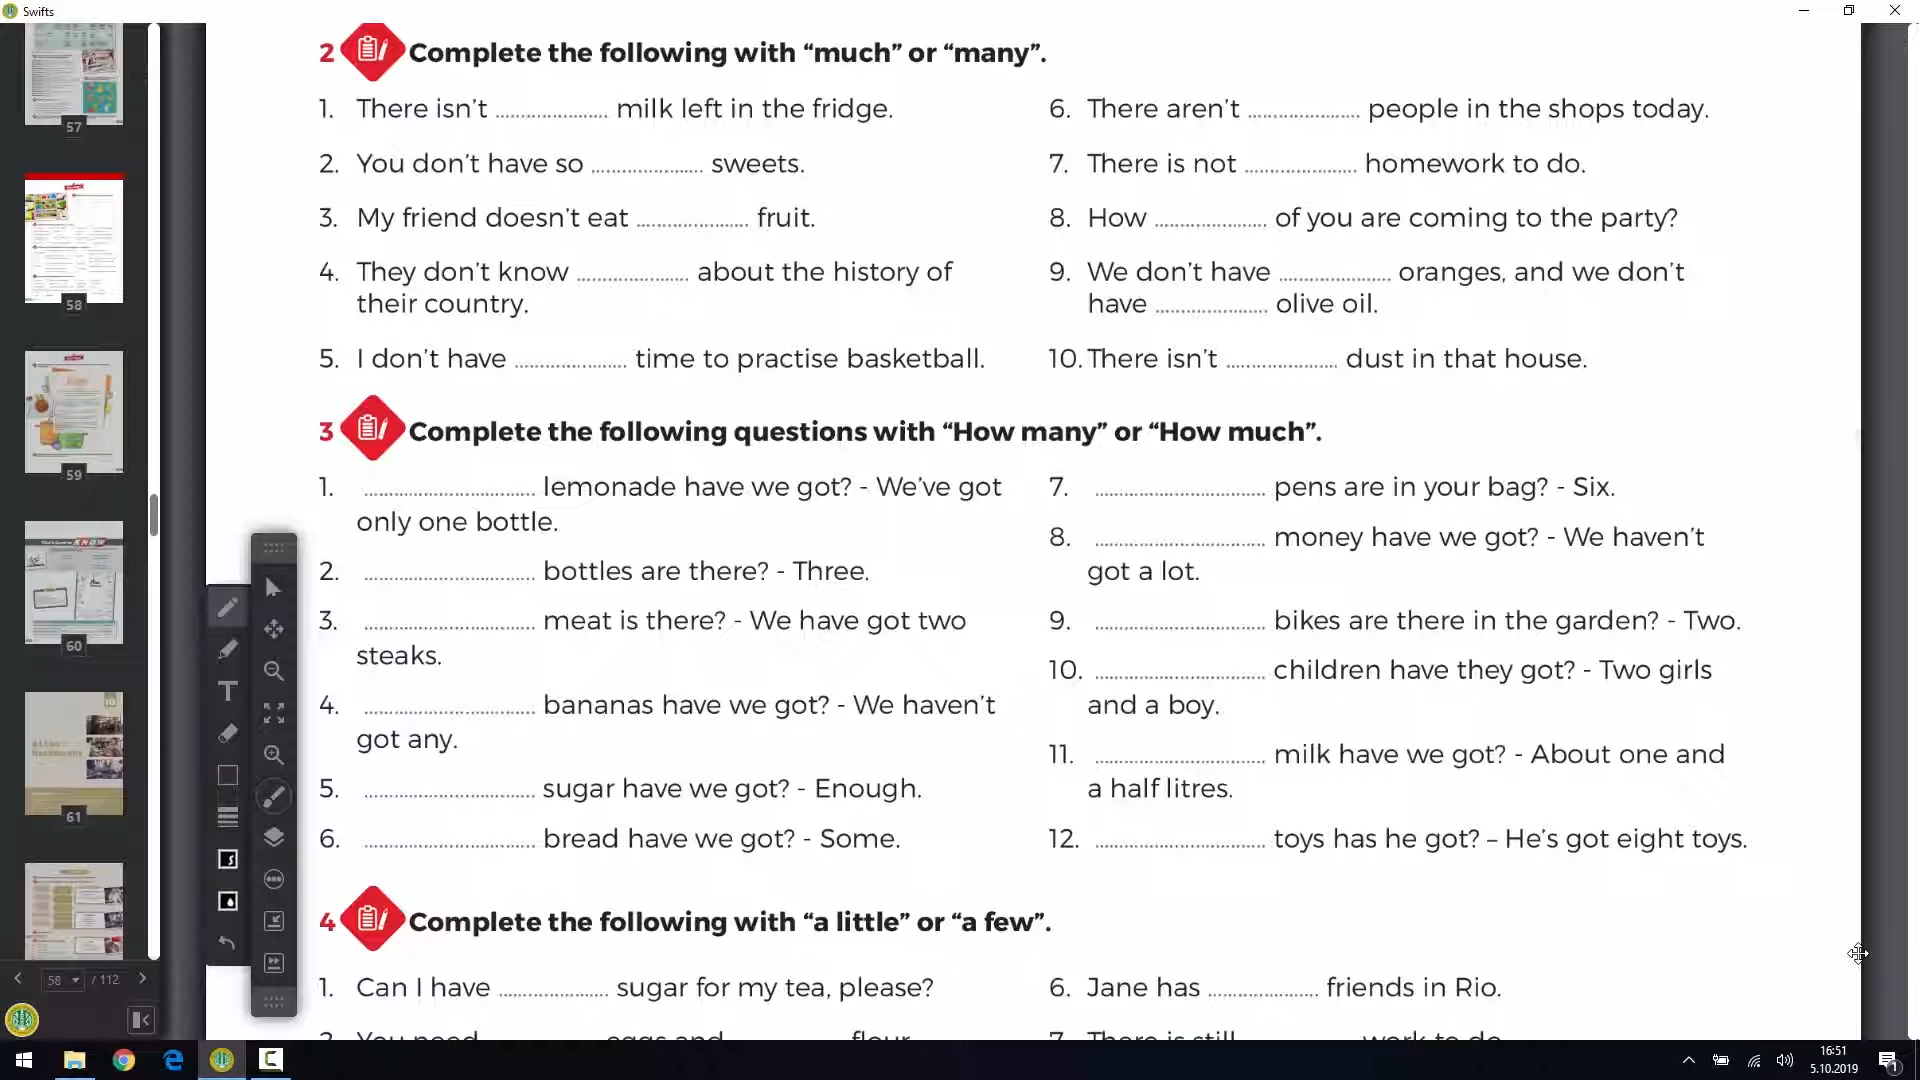 Swifts
2 Complete the following with “much” or “many”.
1. There isn’t ..................... milk left in the fridge.
2. You don’t have so ..................... sweets.
3. My friend doesn’t eat ..................... fruit.
4. They don’t know ..................... about the history of
their country.
5. I don’t have ..................... time to practise basketball.
6. There aren’t ..................... people in the shops today.
7. There is not ..................... homework to do.
8. How ..................... of you are coming to the party?
9. We don’t have ..................... oranges, and we don’t
have ..................... olive oil.
10. There isn’t ..................... dust in that house.
3 Complete the following questions with “How many” or “How much”.
1. ................................ lemonade have we got? - We’ve got
only one bottle.
2. ................................ bottles are there? - Three.
3. ................................ meat is there? - We have got two
steaks.
4. ................................ bananas have we got? - We haven’t
got any.
5. ................................ sugar have we got? - Enough.
6. ................................ bread have we got? - Some.
7. ................................ pens are in your bag? - Six.
8. ................................ money have we got? - We haven’t
got a lot.
9. ................................ bikes are there in the garden? - Two.
10. ................................ children have they got? - Two girls
and a boy.
11. ................................ milk have we got? - About one and
a half litres.
12. ................................ toys has he got? – He’s got eight toys.
4 Complete the following with “a little” or “a few”.
1. Can I have ..................... sugar for my tea, please?
6. Jane has ..................... friends in Rio.
57
58
59
60
61
58 / 112
16:51
5.10.2019